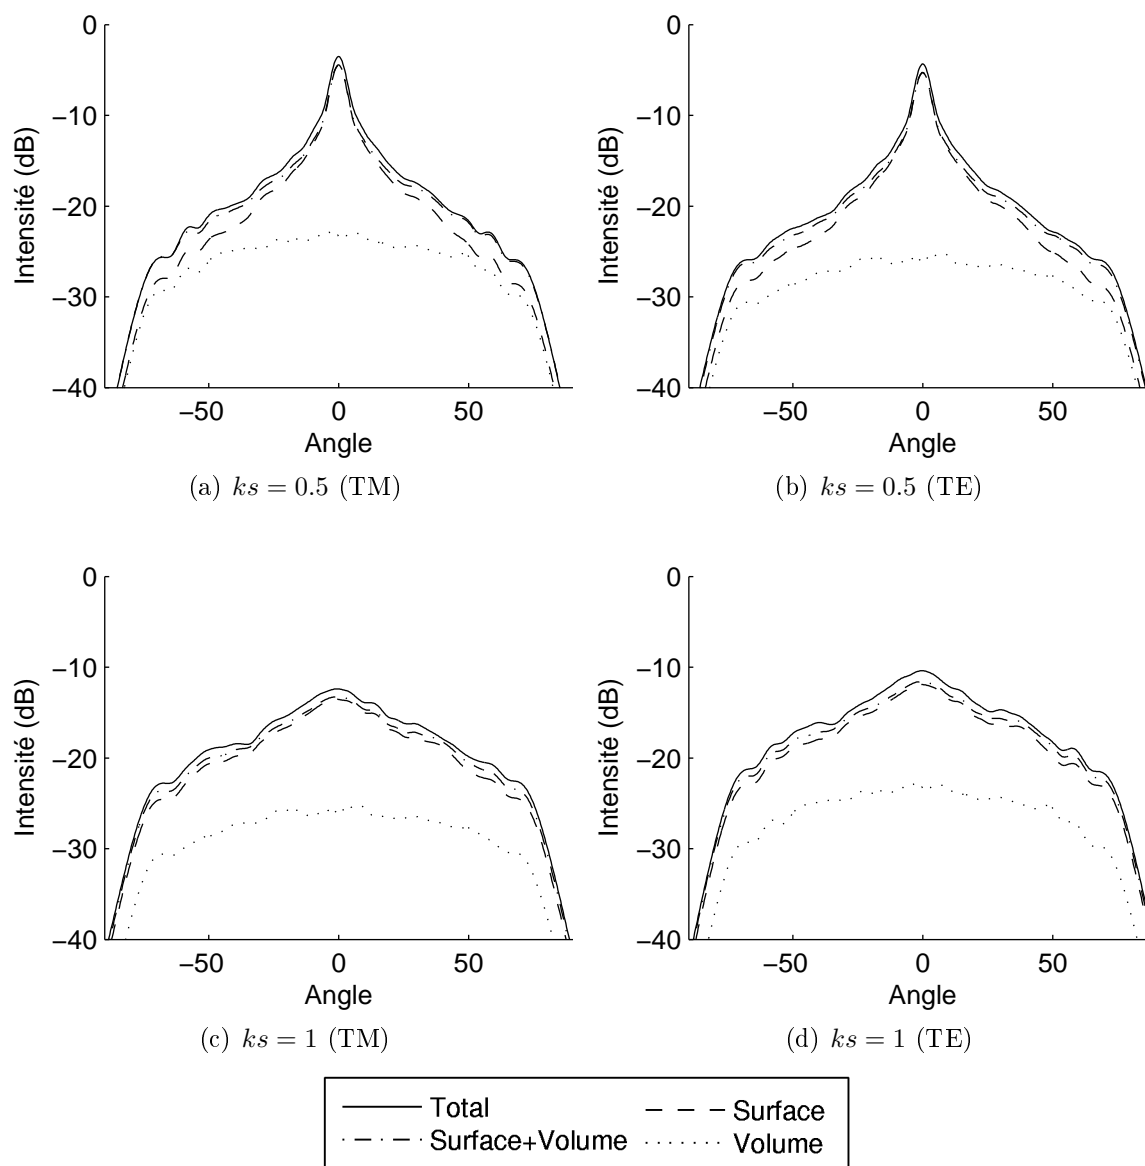 0
−10
−20
−30
−40
Intensité (dB)
−50 0 50
Angle
(a) ks = 0.5 (TM)
0
−10
−20
−30
−40
Intensité (dB)
−50 0 50
Angle
(b) ks = 0.5 (TE)
0
−10
−20
−30
−40
Intensité (dB)
−50 0 50
Angle
(c) ks = 1 (TM)
0
−10
−20
−30
−40
Intensité (dB)
−50 0 50
Angle
(d) ks = 1 (TE)
Total
Surface
Surface+Volume
Volume